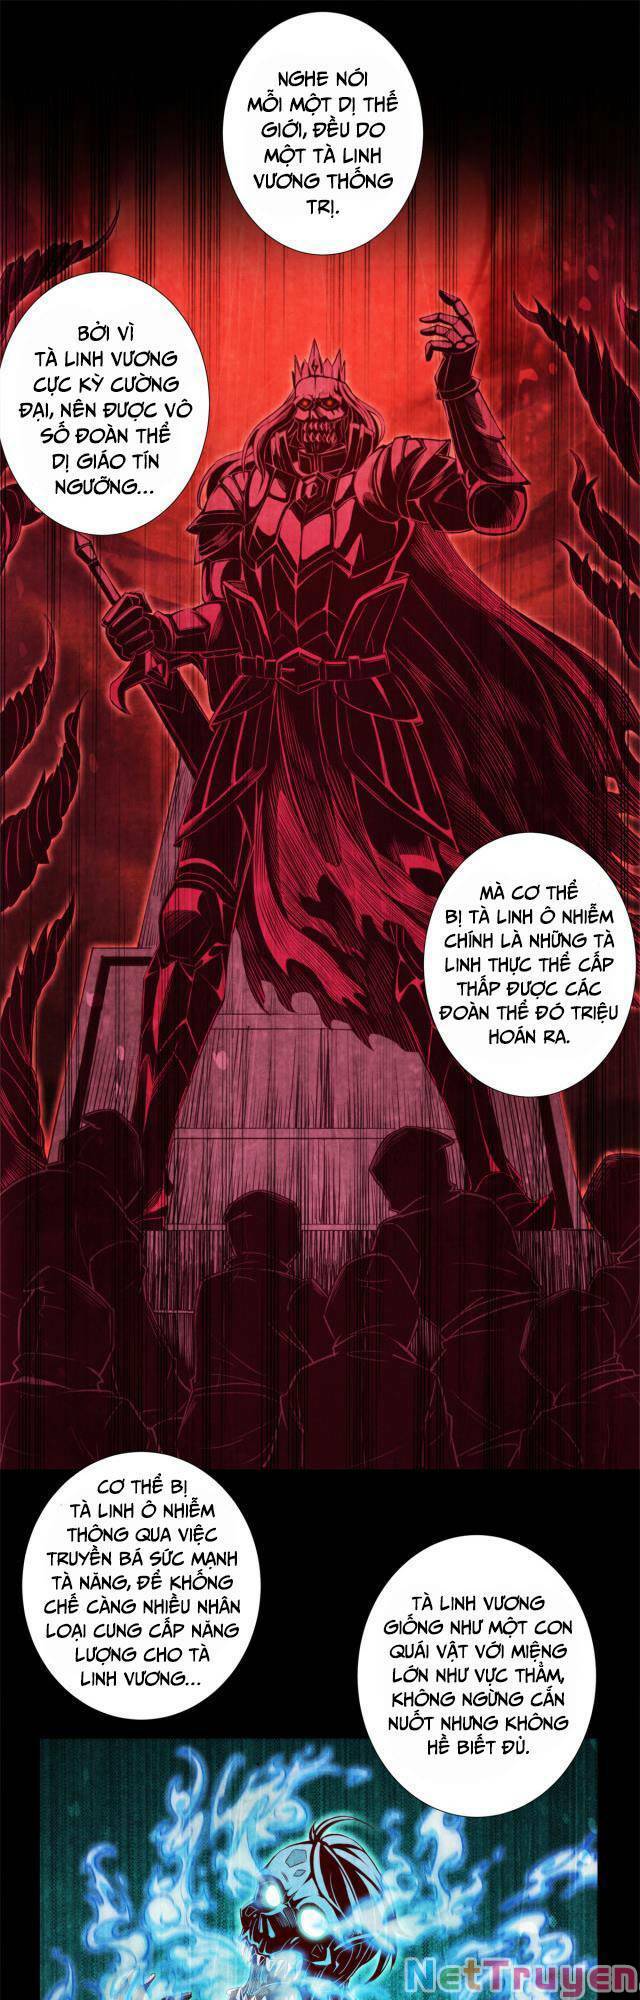 NGHE NÓI
MỖI MỘT DỊ THẾ
GIỚI, ĐỀU DO
MỘT TÀ LINH
VƯƠNG THỐNG
TRỊ.
BỞI VÌ
TÀ LINH VƯƠNG
CỰC KỲ CƯỜNG
ĐẠI, NÊN ĐƯỢC VÔ
SỐ ĐOÀN THỂ
DỊ GIÁO TÍN
NGƯỠNG...
MÀ CƠ THỂ
BỊ TÀ LINH Ô NHIỄM
CHÍNH LÀ NHỮNG TÀ
LINH THỰC THỂ CẤP
THẤP ĐƯỢC CÁC
ĐOÀN THỂ ĐÓ TRIỆU
HOÁN RA.
CƠ THỂ BỊ
TÀ LINH Ô NHIỄM
THÔNG QUA VIỆC
TRUYỀN BÁ SỨC MẠNH
TÀ NĂNG, ĐỂ KHỐNG
CHẾ CÀNG NHIỀU NHÂN
LOẠI CUNG CẤP NĂNG
LƯỢNG CHO TÀ
LINH VƯƠNG...
TÀ LINH VƯƠNG
GIỐNG NHƯ MỘT CON
QUÁI VẬT VỚI MIỆNG
LỚN NHƯ VỰC THẲM,
KHÔNG NGỪNG CẮN
NUỐT NHƯNG KHÔNG
HỀ BIẾT ĐỦ.
NetTruyen